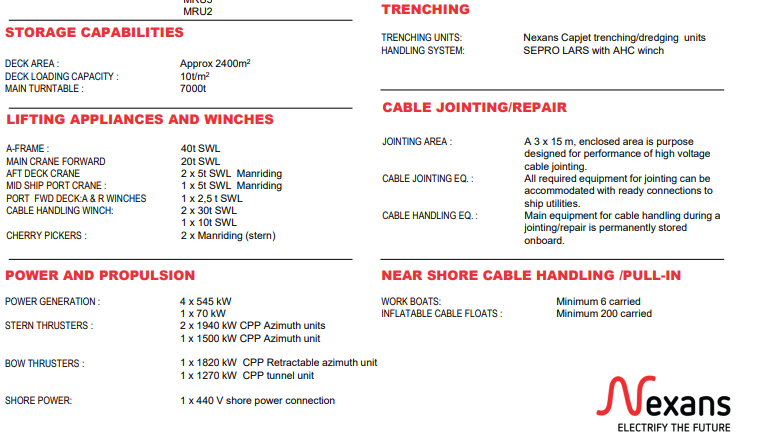 MRU5
MRU2
STORAGE CAPABILITIES
DECK AREA : Approx 2400m²
DECK LOADING CAPACITY : 10t/m²
MAIN TURNTABLE : 7000t
LIFTING APPLIANCES AND WINCHES
A-FRAME : 40t SWL
MAIN CRANE FORWARD 20t SWL
AFT DECK CRANE 2 x 5t SWL Manriding
MID SHIP PORT CRANE : 1 x 5t SWL Manriding
PORT FWD DECK:A & R WINCHES 1 x 2,5 t SWL
CABLE HANDLING WINCH: 2 x 30t SWL
1 x 10t SWL
CHERRY PICKERS : 2 x Manriding (stern)
POWER AND PROPULSION
POWER GENERATION : 4 x 545 kW
1 x 70 kW
STERN THRUSTERS : 2 x 1940 kW CPP Azimuth units
1 x 1500 kW CPP Azimuth unit
BOW THRUSTERS : 1 x 1820 kW CPP Retractable azimuth unit
1 x 1270 kW CPP tunnel unit
SHORE POWER: 1 x 440 V shore power connection
TRENCHING
TRENCHING UNITS: Nexans Capjet trenching/dredging units
HANDLING SYSTEM: SEPRO LARS with AHC winch
CABLE JOINTING/REPAIR
JOINTING AREA : A 3 x 15 m, enclosed area is purpose
designed for performance of high voltage
cable jointing.
CABLE JOINTING EQ. : All required equipment for jointing can be
accommodated with ready connections to
ship utilities.
CABLE HANDLING EQ. : Main equipment for cable handling during a
jointing/repair is permanently stored
onboard.
NEAR SHORE CABLE HANDLING /PULL-IN
WORK BOATS: Minimum 6 carried
INFLATABLE CABLE FLOATS : Minimum 200 carried
Nexans
ELECTRIFY THE FUTURE